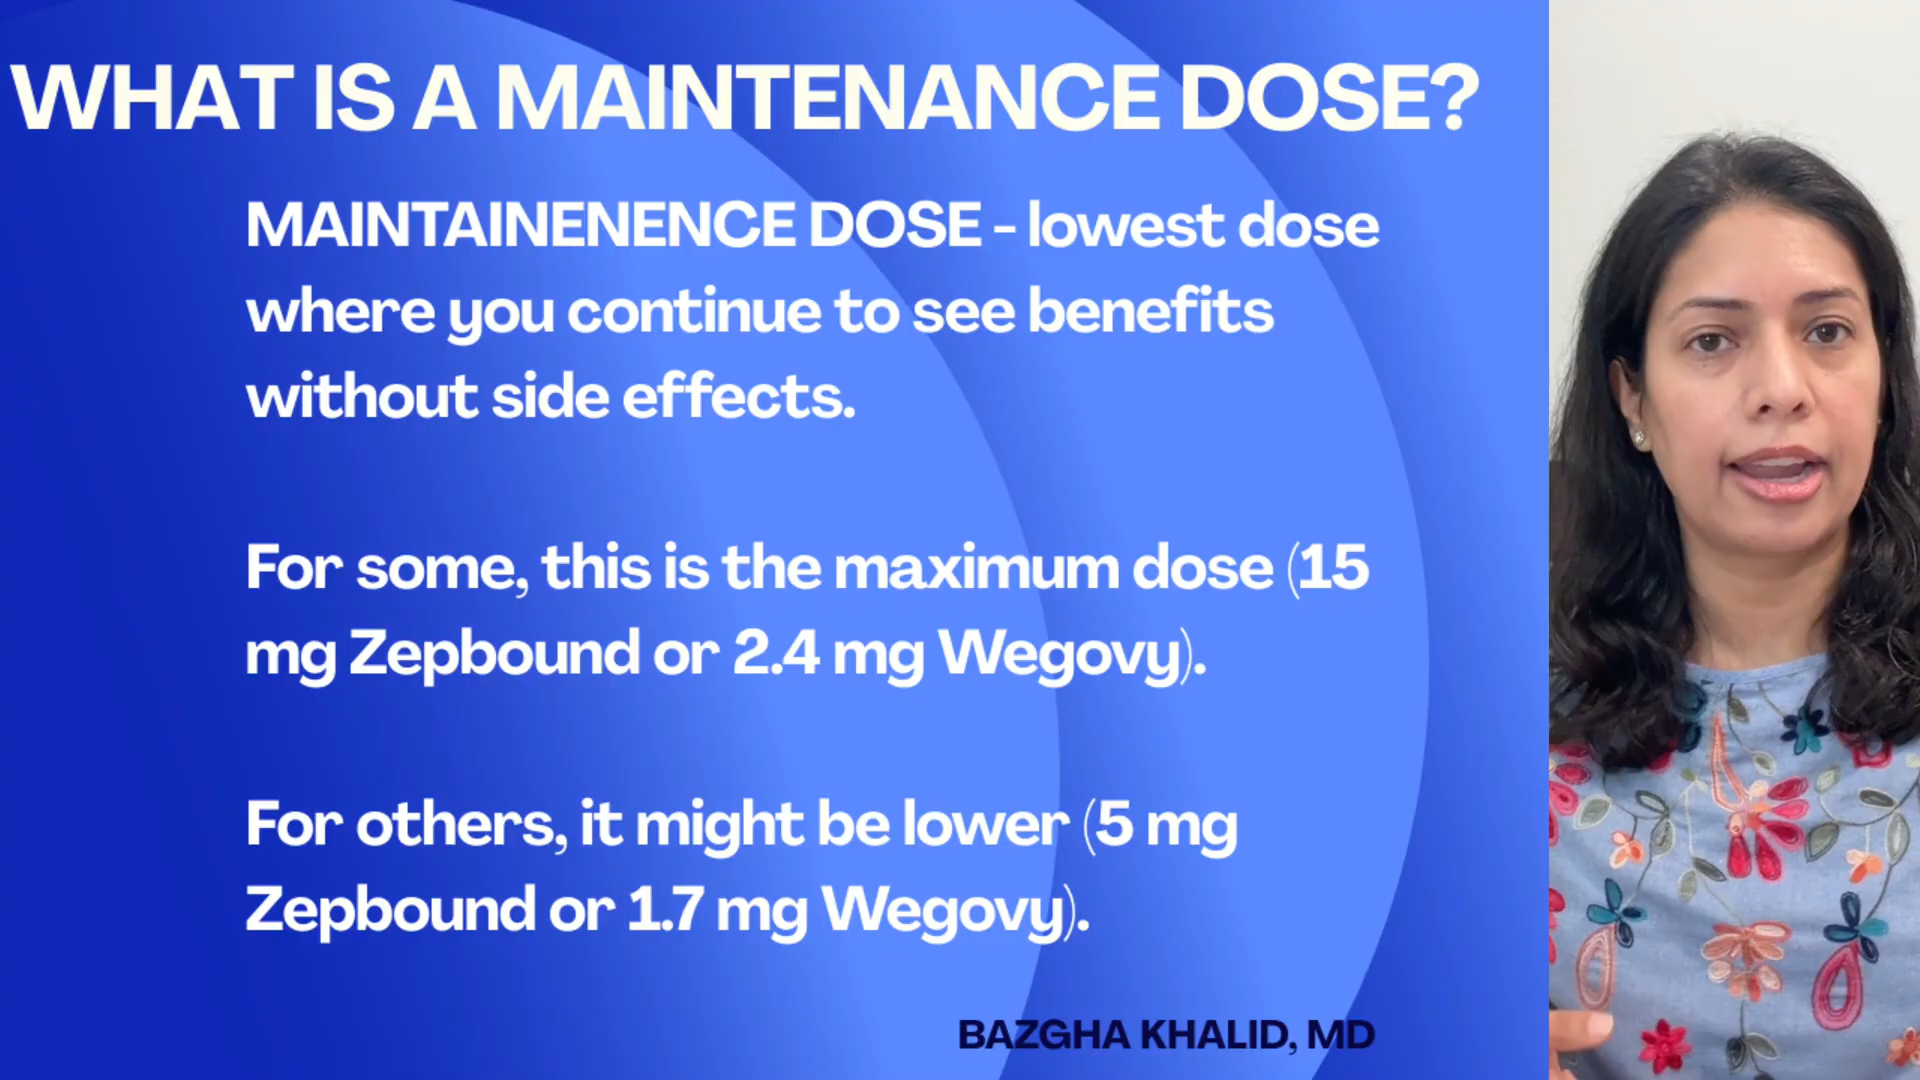 WHAT IS A MAINTENANCE DOSE?
MAINTAINENENCE DOSE - lowest dose
where you continue to see benefits
without side effects.
For some, this is the maximum dose (15
mg Zepbound or 2.4 mg Wegovy).
For others, it might be lower (5 mg
Zepbound or 1.7 mg Wegovy).
BAZGHA KHALID, MD